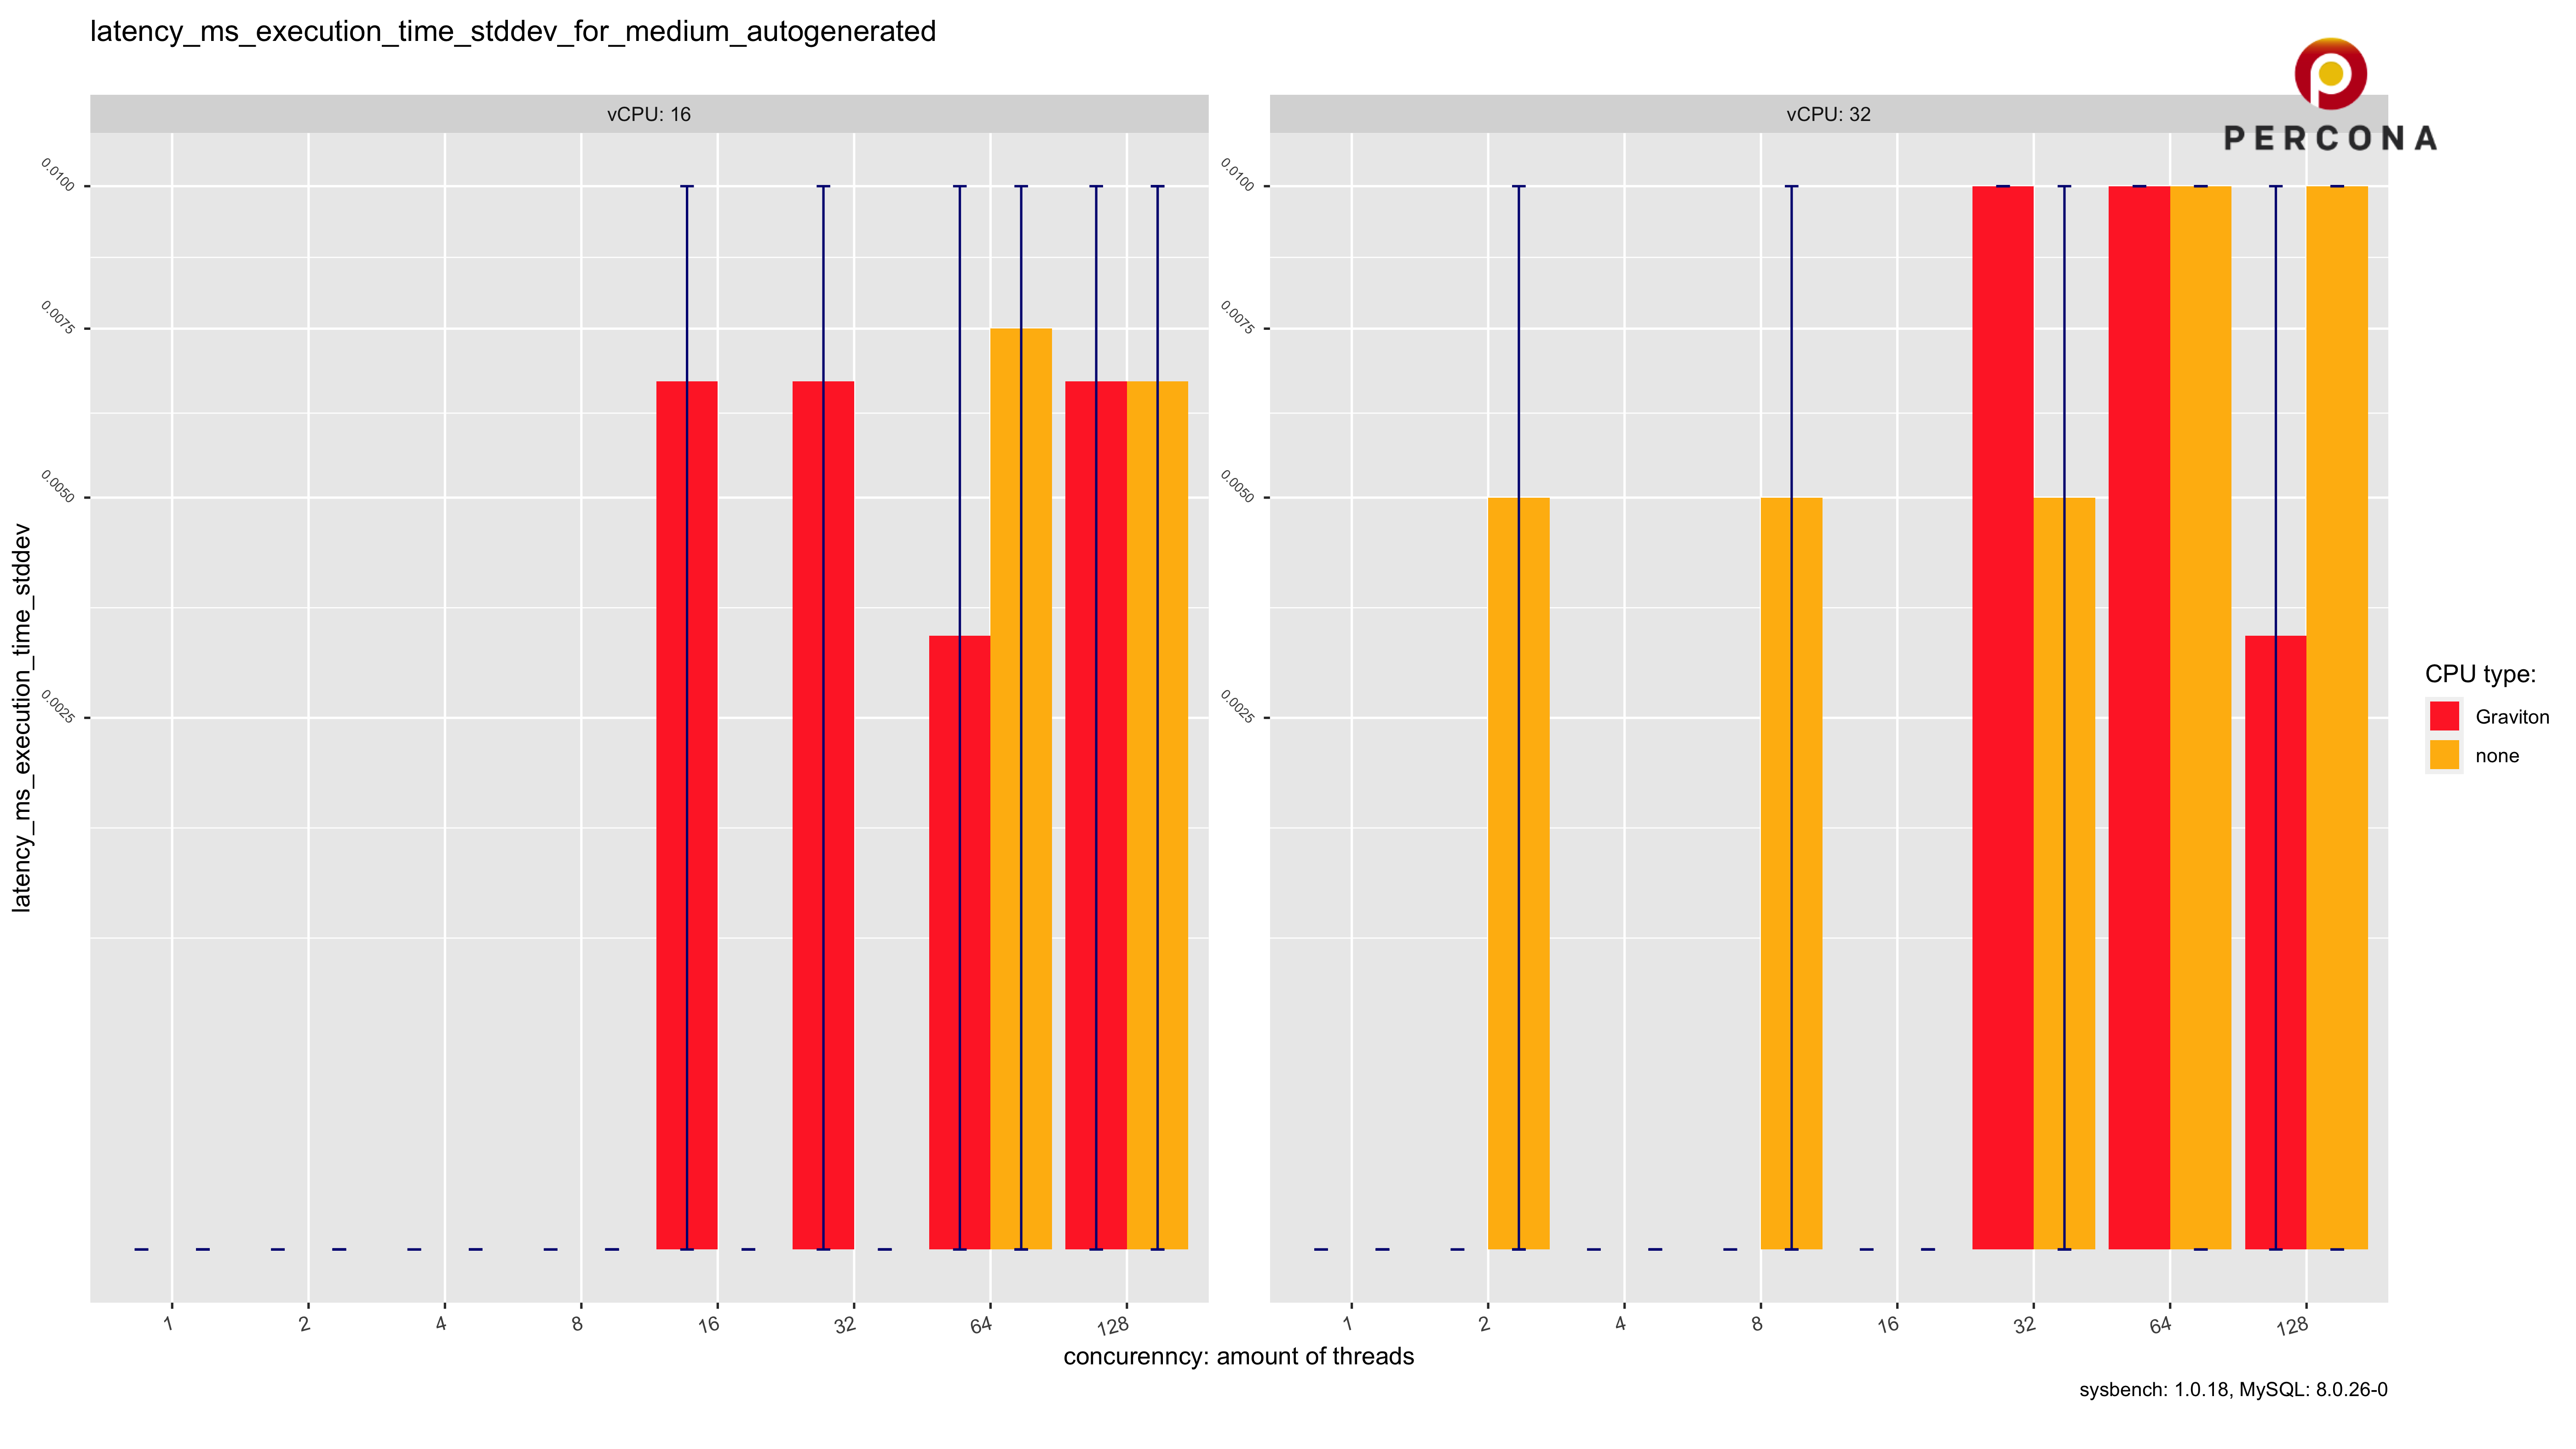 latency_ms_execution_time_stddev_for_medium_autogenerated
PERCONA
vCPU: 16
vCPU: 32
latency_ms_execution_time_stddev
0.0100
0.0075
0.0050
0.0025
0.0100
0.0075
0.0050
0.0025
CPU type:
Graviton
none
1 2 4 8 16 32 64 128
1 2 4 8 16 32 64 128
concurenncy: amount of threads
sysbench: 1.0.18, MySQL: 8.0.26-0